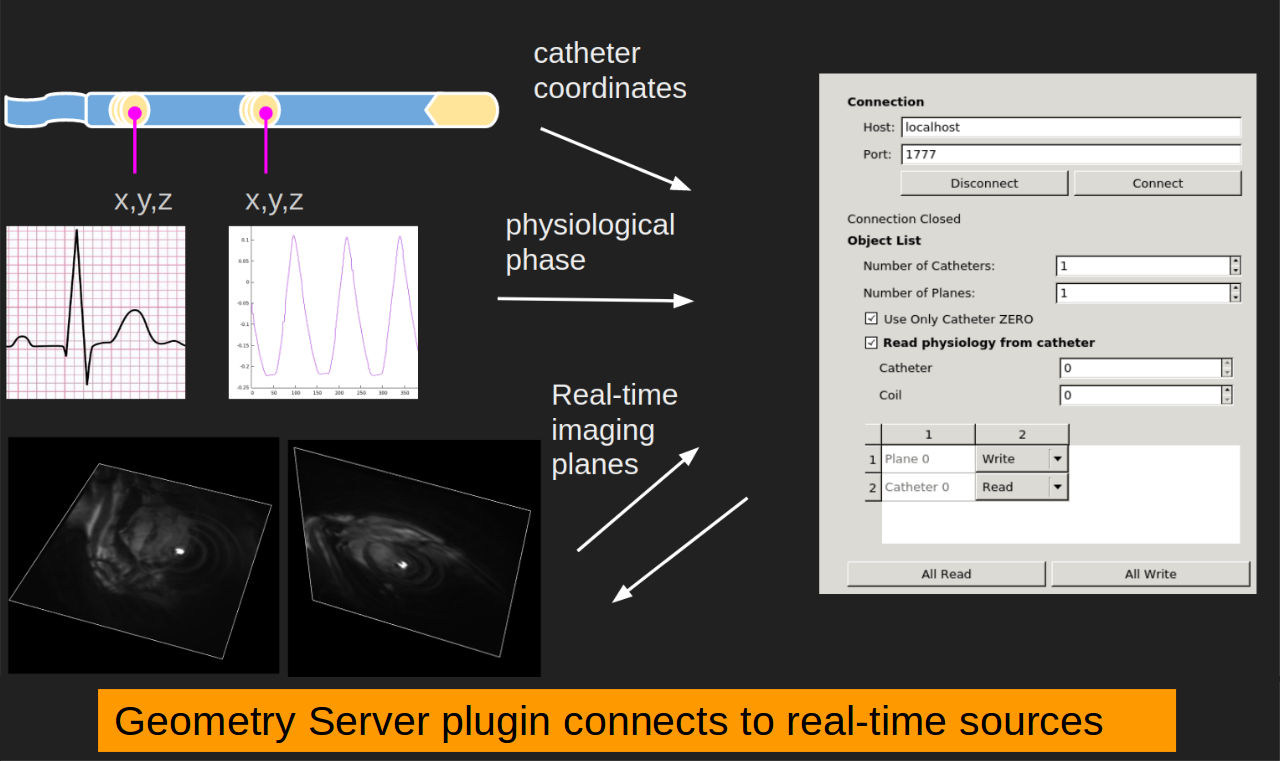 catheter
coordinates
x,y,z
x,y,z
physiological
phase
0.1
0.05
0
-0.05
-0.1
-0.15
-0.2
-0.25
0 50 100 150 200 250 300 350
Real-time
imaging
planes
Connection
Host: localhost
Port: 1777
Disconnect Connect
Connection Closed
Object List
Number of Catheters: 1
Number of Planes: 1
Use Only Catheter ZERO
Read physiology from catheter
Catheter 0
Coil 0
1 2
1 Plane 0 Write
2 Catheter 0 Read
All Read All Write
Geometry Server plugin connects to real-time sources